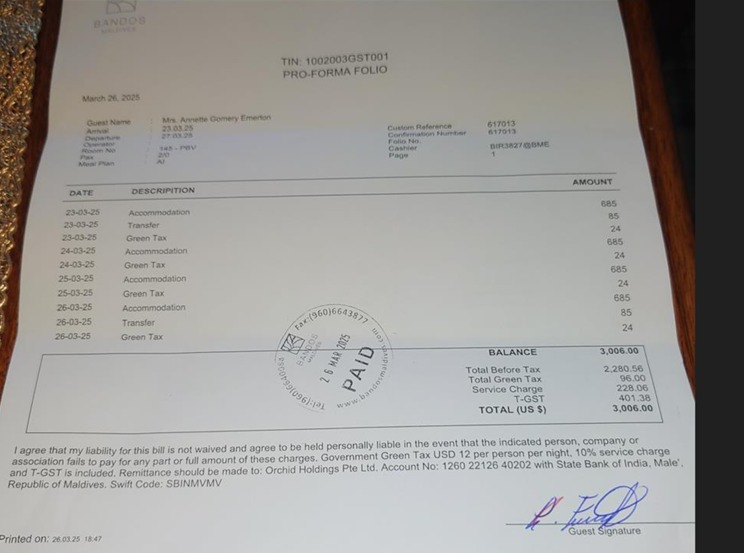 BANDOS
MALDIVES
TIN: 1002003GST001
PRO-FORMA FOLIO
March 26, 2025
Guest Name : Mrs. Annette Gomery Emerton
Arrival : 23.03.25 Custom Reference 617013
Departure : 27.03.25 Confirmation Number 617013
Operator Folio No.
Room No : 145 - PBV Cashier BIR3827@BME
Pax : 2/0 Page 1
Meal Plan AI
DATE DESCRIPITION AMOUNT
23-03-25 Accommodation 685
23-03-25 Transfer 85
23-03-25 Green Tax 24
24-03-25 Accommodation 685
24-03-25 Green Tax 24
25-03-25 Accommodation 685
25-03-25 Green Tax 24
26-03-25 Accommodation 685
26-03-25 Transfer 85
26-03-25 Green Tax 24
Fax:(960)6643877
BANDOS
MALDIVES
26 MAR 2025
PAID
Tel:(960)6640088
www.bandosmaldives.com
BALANCE 3,006.00
Total Before Tax 2,280.56
Total Green Tax 96.00
Service Charge 228.06
T-GST 401.38
TOTAL (US $) 3,006.00
I agree that my liability for this bill is not waived and agree to be held personally liable in the event that the indicated person, company or
association fails to pay for any part or full amount of these charges. Government Green Tax USD 12 per person per night, 10% service charge
and T-GST is included. Remittance should be made to: Orchid Holdings Pte Ltd. Account No: 1260 22126 40202 with State Bank of India, Male',
Republic of Maldives. Swift Code: SBINMVMV
Guest Signature
Printed on: 26.03.25 18:47